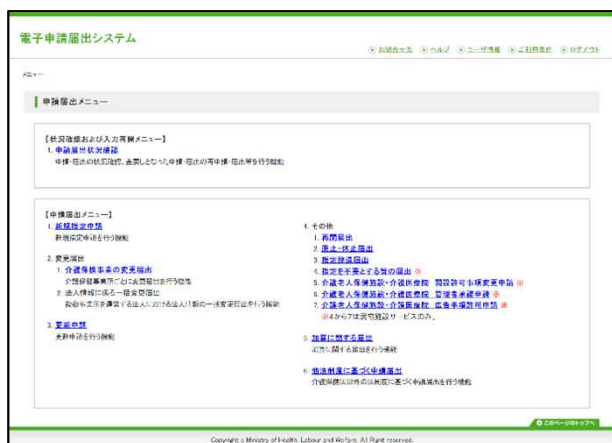 電子申請届出システム
お問合せ先 ヘルプ ユーザ情報 ご利用条件 ログアウト
メニュー
申請届出メニュー
【状況確認および入力再開メニュー】
1. 申請届出状況確認
申請・届出の状況確認、差戻しとなった申請・届出の再申請・届出等を行う機能
【申請届出メニュー】
1. 新規指定申請
新規指定申請を行う機能
2. 変更届出
1. 介護保険事業の変更届出
介護保険事業所ごとに変更届出を行う機能
2. 法人情報に係る一括変更届出
複数事業所を運営する法人における法人情報の一括変更届出を行う機能
3. 更新申請
更新申請を行う機能
4. その他
1. 再開届出
2. 廃止・休止届出
3. 指定辞退届出
4. 指定を不要とする旨の届出 ※
5. 介護老人保健施設・介護医療院 開設許可事項変更申請 ※
6. 介護老人保健施設・介護医療院 管理者承認申請 ※
7. 介護老人保健施設・介護医療院 広告事項許可申請 ※
※4から7は居宅施設サービスのみ。
5. 加算に関する届出
加算に関する届出を行う機能
6. 他法制度に基づく申請届出
介護保険法以外の法制度に基づく申請届出を行う機能
このページのトップへ
Copyright © Ministry of Health, Labour and Welfare, All Right reserved.